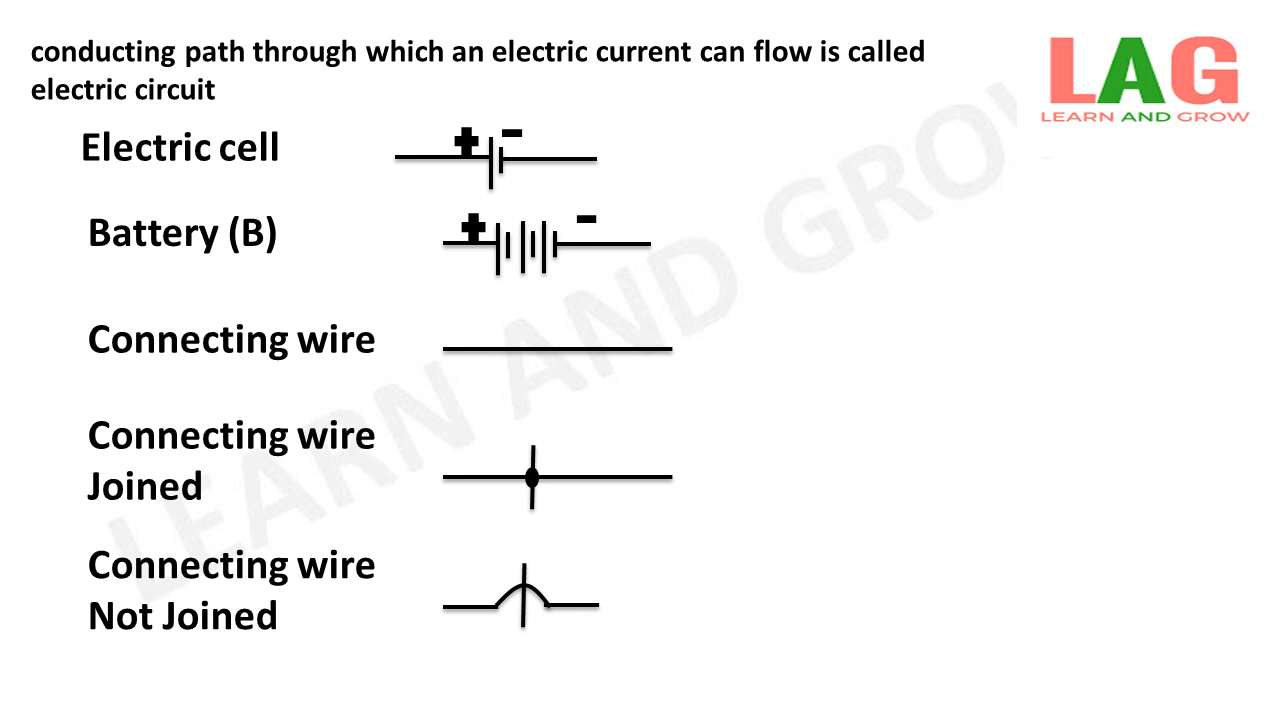 conducting path through which an electric current can flow is called
electric circuit
LAG
LEARN AND GROW
Electric cell
+ -
Battery (B)
+ -
Connecting wire
Connecting wire
Joined
Connecting wire
Not Joined
LEARN AND GROW